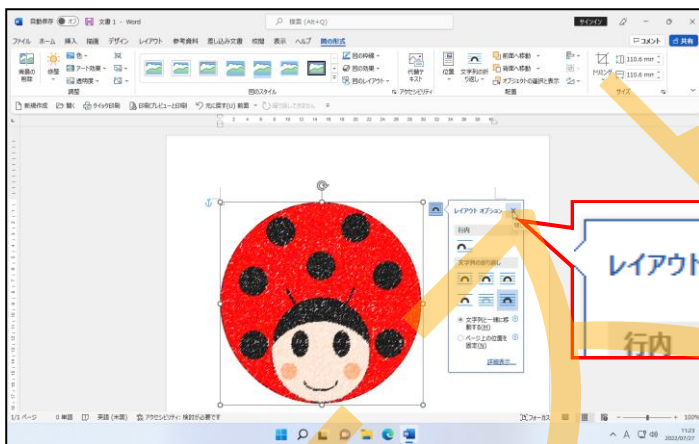 自動保存 オフ 文書 1 - Word 検索 (Alt+Q) サインイン
ファイル ホーム 挿入 描画 デザイン レイアウト 参考資料 差し込み文書 校閲 表示 ヘルプ 図の形式 コメント 共有
背景の削除 修整 色 アート効果 透明度 図の枠線 図の効果 図のレイアウト 代替テキスト 位置 文字列の折り返し 前面へ移動 背面へ移動 オブジェクトの選択と表示 トリミング 110.6 mm 110.6 mm
調整 図のスタイル アクセシビリティ 配置 サイズ
新規作成 開く クイック印刷 印刷プレビューと印刷 元に戻す(U) 前面
レイアウト オプション
行内
文字列の折り返し
文字列と一緒に移動する(M)
ページ上の位置を固定(N)
詳細表示...
レイアウト
行内
1/1 ページ 0 単語 英語 (米国) アクセシビリティ: 検討が必要です フォーカス 100%
A 11:23
2022/07/27